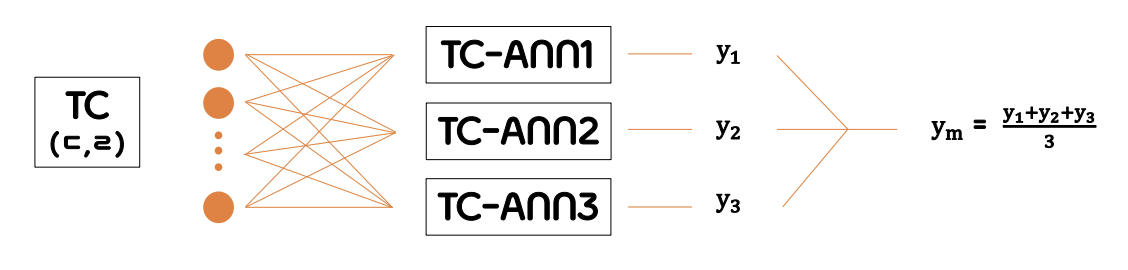 TC
(c,a)
TC-ANN1
TC-ANN2
TC-ANN3
y₁
y₂
y₃
yₘ = (y₁+y₂+y₃)/3